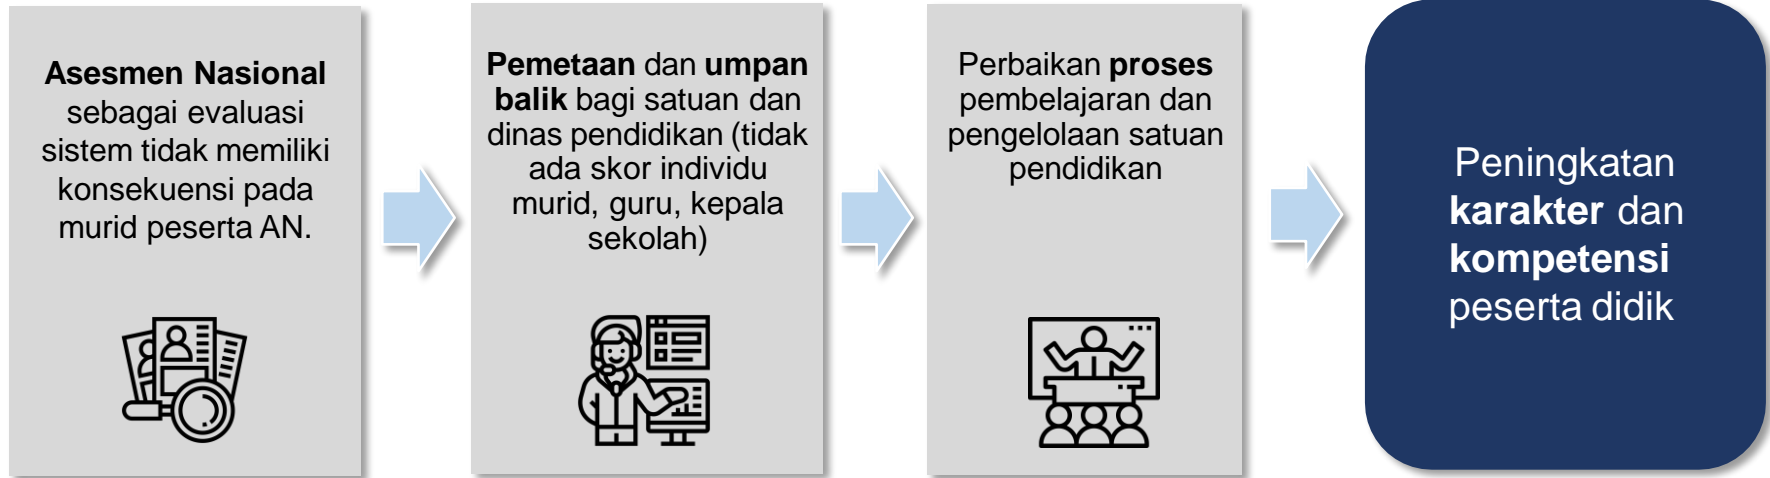 Asesmen Nasional
sebagai evaluasi
sistem tidak memiliki
konsekuensi pada
murid peserta AN.
Pemetaan dan umpan
balik bagi satuan dan
dinas pendidikan (tidak
ada skor individu
murid, guru, kepala
sekolah)
Perbaikan proses
pembelajaran dan
pengelolaan satuan
pendidikan
Peningkatan
karakter dan
kompetensi
peserta didik